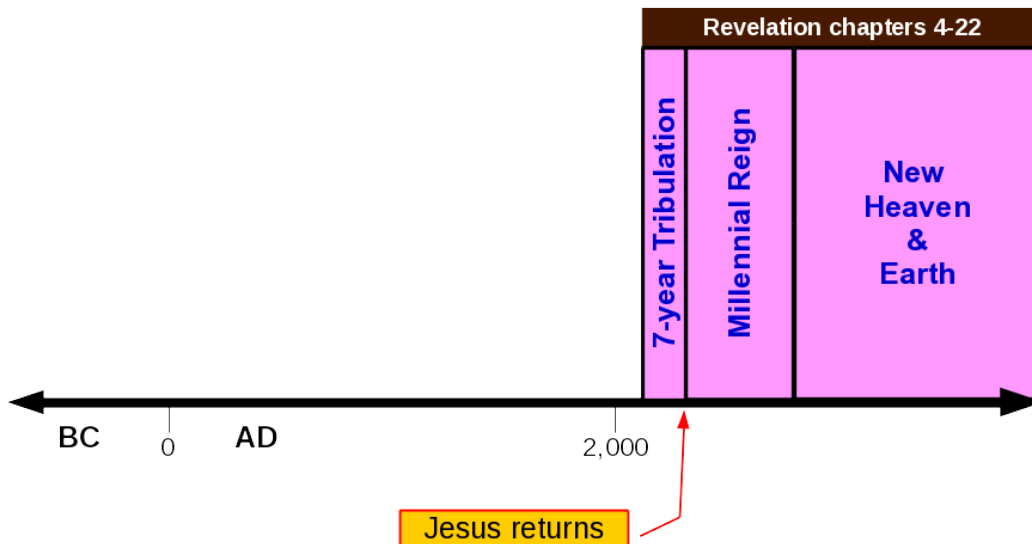 Revelation chapters 4-22
7-year Tribulation
Millennial Reign
New
Heaven
&
Earth
BC
0
AD
2,000
Jesus returns